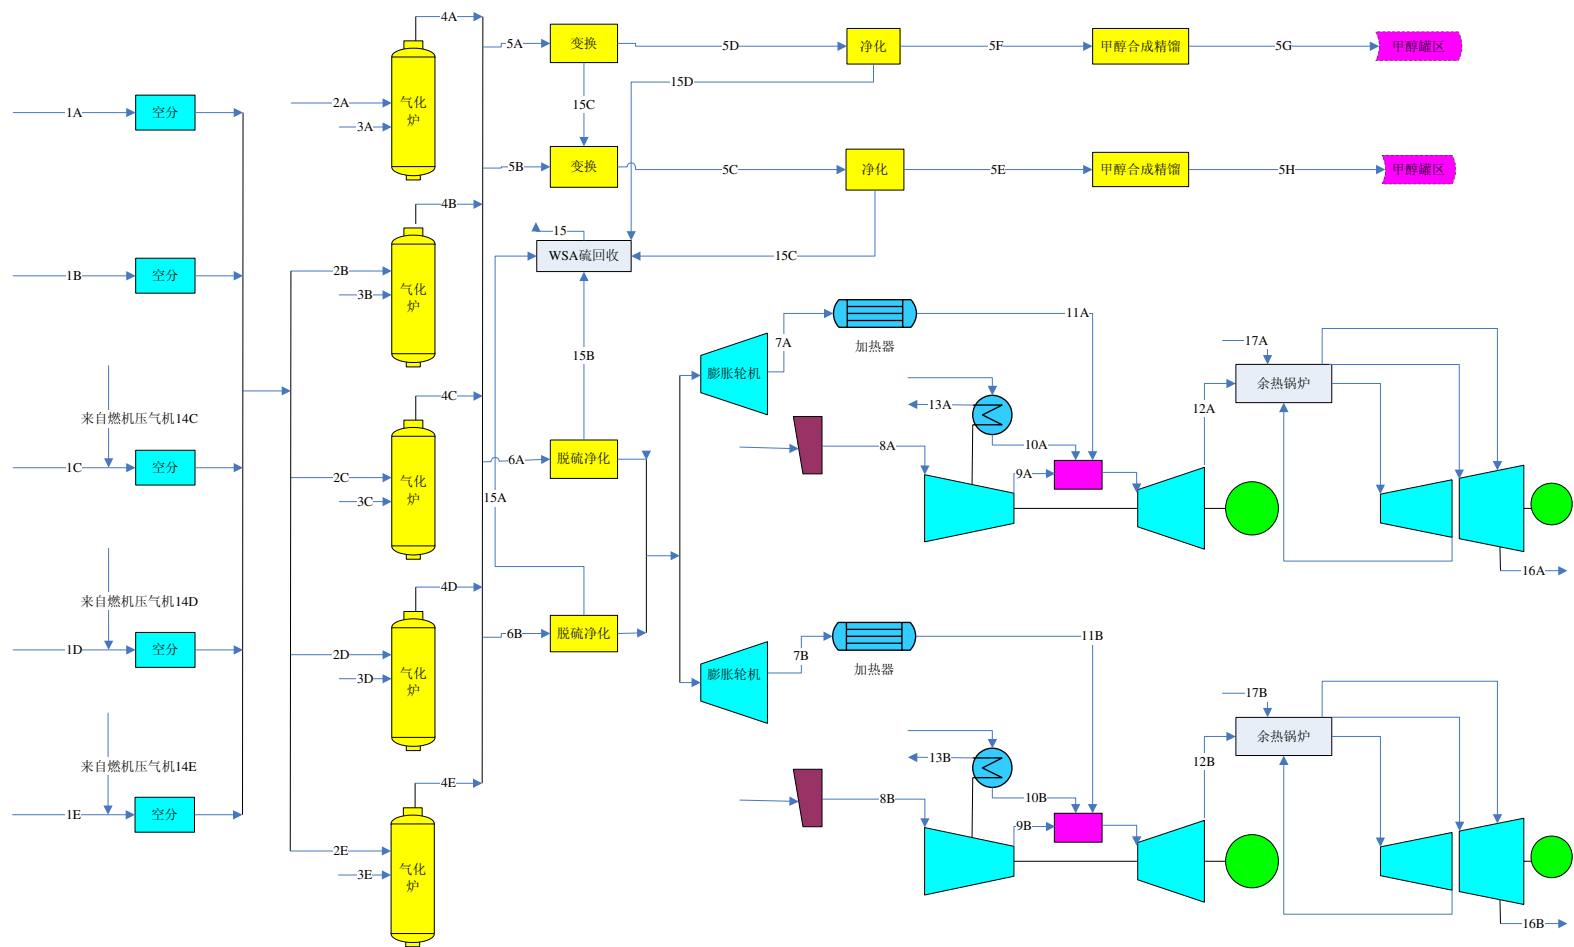 4A
5A
变换
5D
净化
5F
甲醇合成精馏
5G
甲醇罐区
15D
1A
空分
2A
3A
气化
炉
15C
5B
变换
5C
净化
5E
甲醇合成精馏
5H
甲醇罐区
4B
15
WSA硫回收
15C
1B
空分
2B
3B
气化
炉
15B
7A
加热器
11A
膨胀轮机
17A
余热锅炉
12A
4C
来自燃机压气机14C
13A
10A
8A
9A
1C
空分
2C
3C
气化
炉
6A
脱硫净化
15A
16A
4D
来自燃机压气机14D
1D
空分
2D
3D
气化
炉
6B
脱硫净化
7B
加热器
11B
膨胀轮机
17B
余热锅炉
12B
4E
来自燃机压气机14E
13B
10B
8B
9B
1E
空分
2E
3E
气化
炉
16B